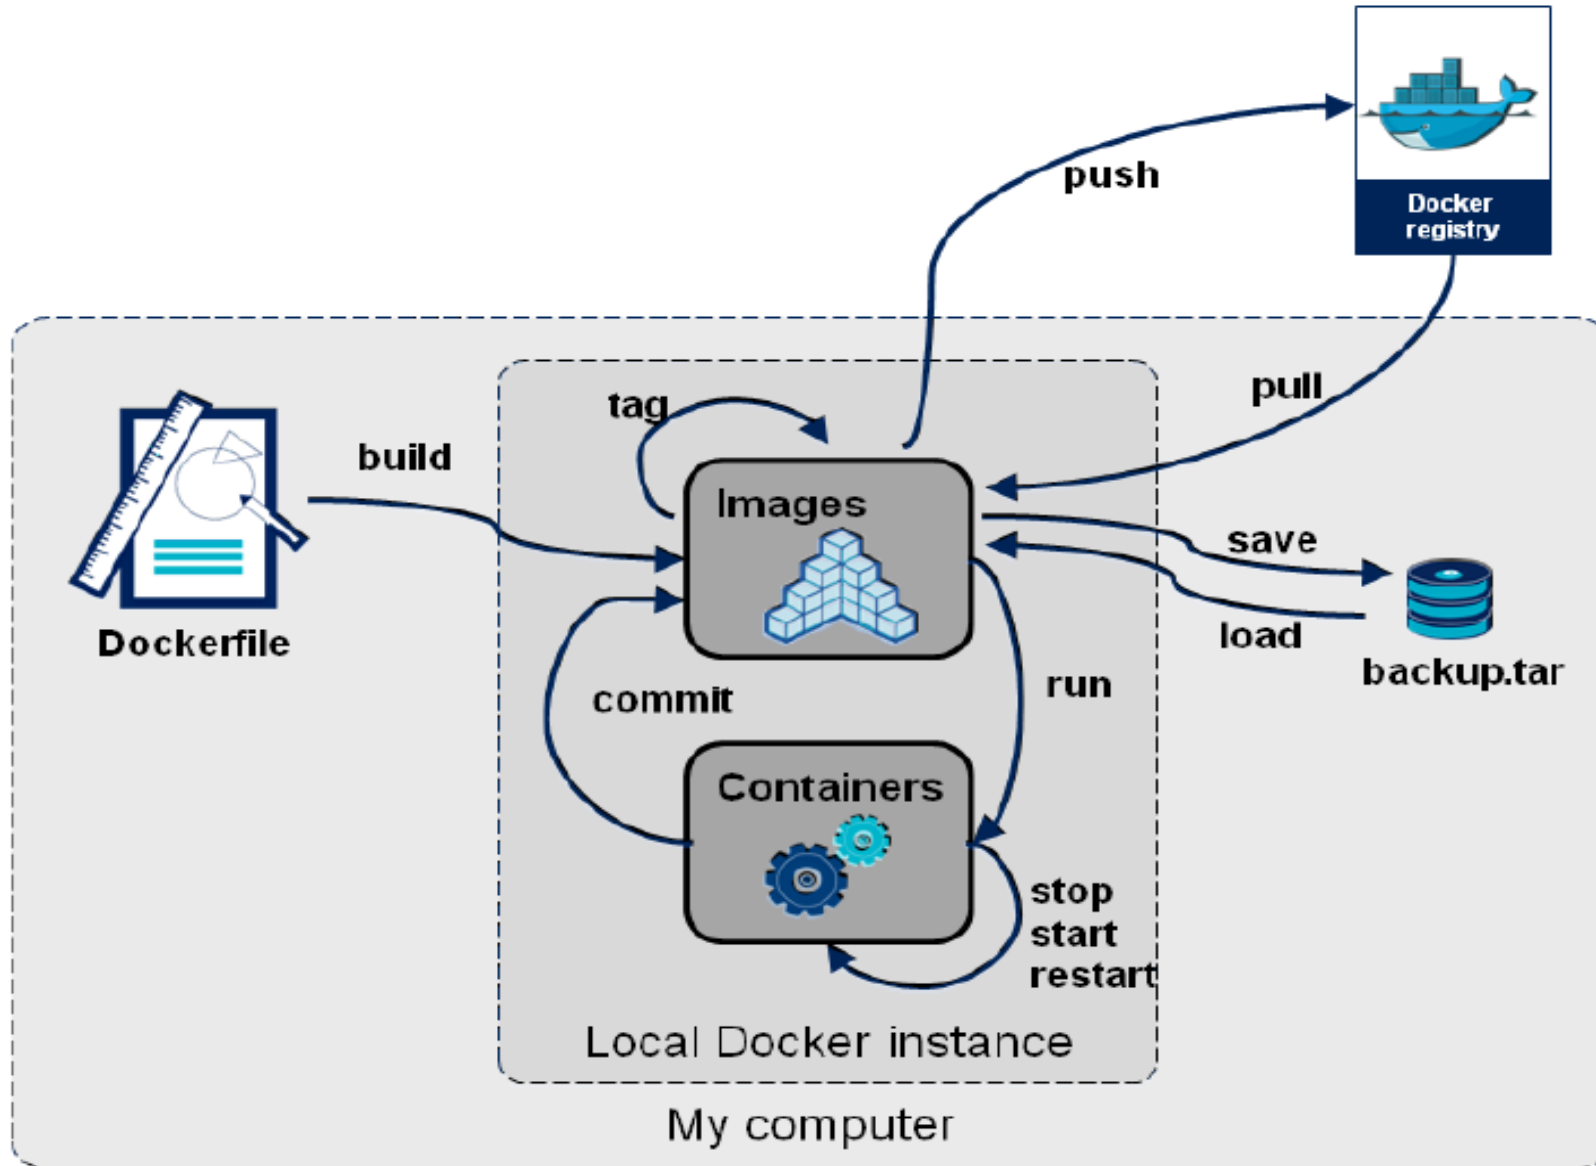 push
Docker
registry
tag
pull
build
Images
save
Dockerfile
load
backup.tar
commit
run
Containers
stop
start
restart
Local Docker instance
My computer